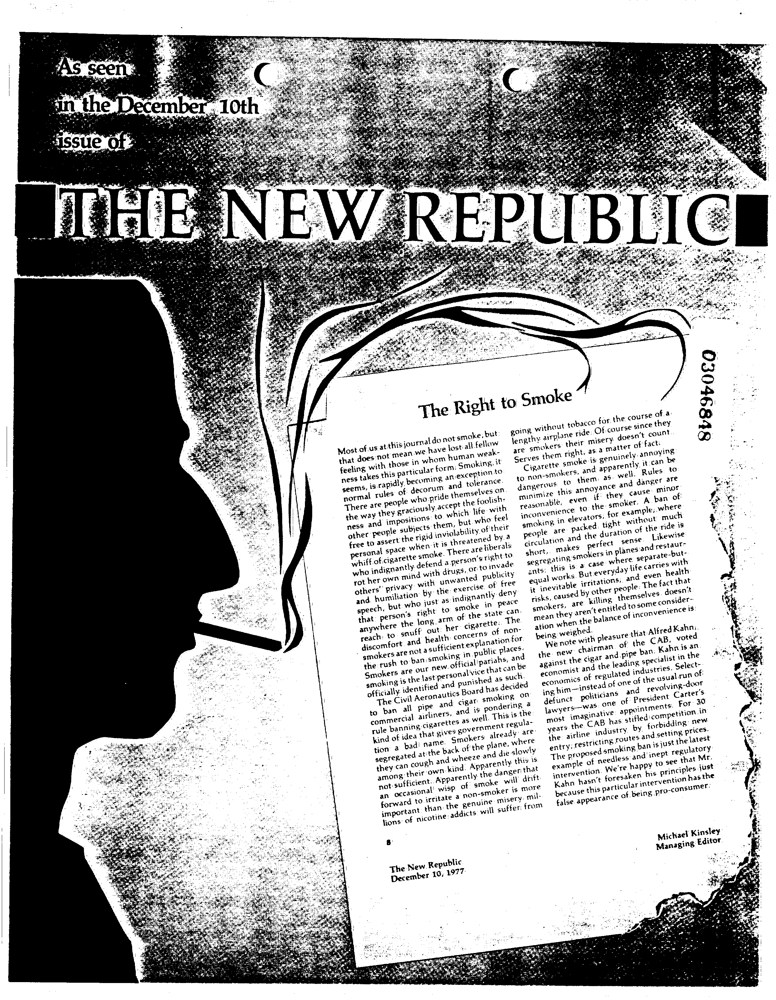 As seen
in the December 10th
issue of
THE NEW REPUBLIC
03046848
The Right to Smoke
Most of us at this journal do not smoke, but
that does not mean we have lost all fellow
feeling with those in whom human weak-
ness takes this particular form. Smoking, it
seems, is rapidly becoming an exception to
normal rules of decorum and tolerance.
There are people who pride themselves on
the way they graciously accept the foolish-
ness and impositions to which life with
other people subjects them, but who feel
free to assert the rigid inviolability of their
personal space when it is threatened by a
whiff of cigarette smoke. There are liberals
who indignantly defend a person's right to
rot her own mind with drugs, or to invade
others' privacy with unwanted publicity
and humiliation by the exercise of free
speech, but who just as indignantly deny
that person's right to smoke in peace
anywhere the long arm of the state can
reach to snuff out her cigarette. The
discomfort and health concerns of non-
smokers are not a sufficient explanation for
the rush to ban smoking in public places.
Smokers are our new official pariahs, and
smoking is the last personal vice that can be
officially identified and punished as such.
The Civil Aeronautics Board has decided
to ban all pipe and cigar smoking on
commercial airliners, and is pondering a
rule banning cigarettes as well. This is the
kind of idea that gives government regula-
tion a bad name. Smokers already are
segregated at the back of the plane, where
they can cough and wheeze and die slowly
among their own kind. Apparently this is
not sufficient. Apparently the danger that
an occasional wisp of smoke will drift
forward to irritate a non-smoker is more
important than the genuine misery mil-
lions of nicotine addicts will suffer from
going without tobacco for the course of a
lengthy airplane ride. Of course since they
are smokers their misery doesn't count.
Serves them right, as a matter of fact.
Cigarette smoke is genuinely annoying
to non-smokers, and apparently it can be
dangerous to them as well. Rules to
minimize this annoyance and danger are
reasonable, even if they cause minor
inconvenience to the smoker. A ban of
smoking in elevators, for example, where
people are packed tight without much
circulation and the duration of the ride is
short, makes perfect sense. Likewise
segregating smokers in planes and restaur-
ants: this is a case where separate-but-
equal works. But everyday life carries with
it inevitable irritations, and even health
risks, caused by other people. The fact that
smokers, are killing themselves doesn't
mean they aren't entitled to some consider-
ation when the balance of inconvenience is
being weighed.
We note with pleasure that Alfred Kahn,
the new chairman of the CAB, voted
against the cigar and pipe ban. Kahn is an
economist and the leading specialist in the
economics of regulated industries. Select-
ing him—instead of one of the usual run of
defunct politicians and revolving-door
lawyers—was one of President Carter's
most imaginative appointments. For 30
years the CAB has stifled competition in
the airline industry by forbidding new
entry, restricting routes and setting prices.
The proposed smoking ban is just the latest
example of needless and inept regulatory
intervention. We're happy to see that Mr.
Kahn hasn't foresaken his principles just
because this particular intervention has the
false appearance of being pro-consumer.
8
Michael Kinsley
Managing Editor
The New Republic
December 10, 1977